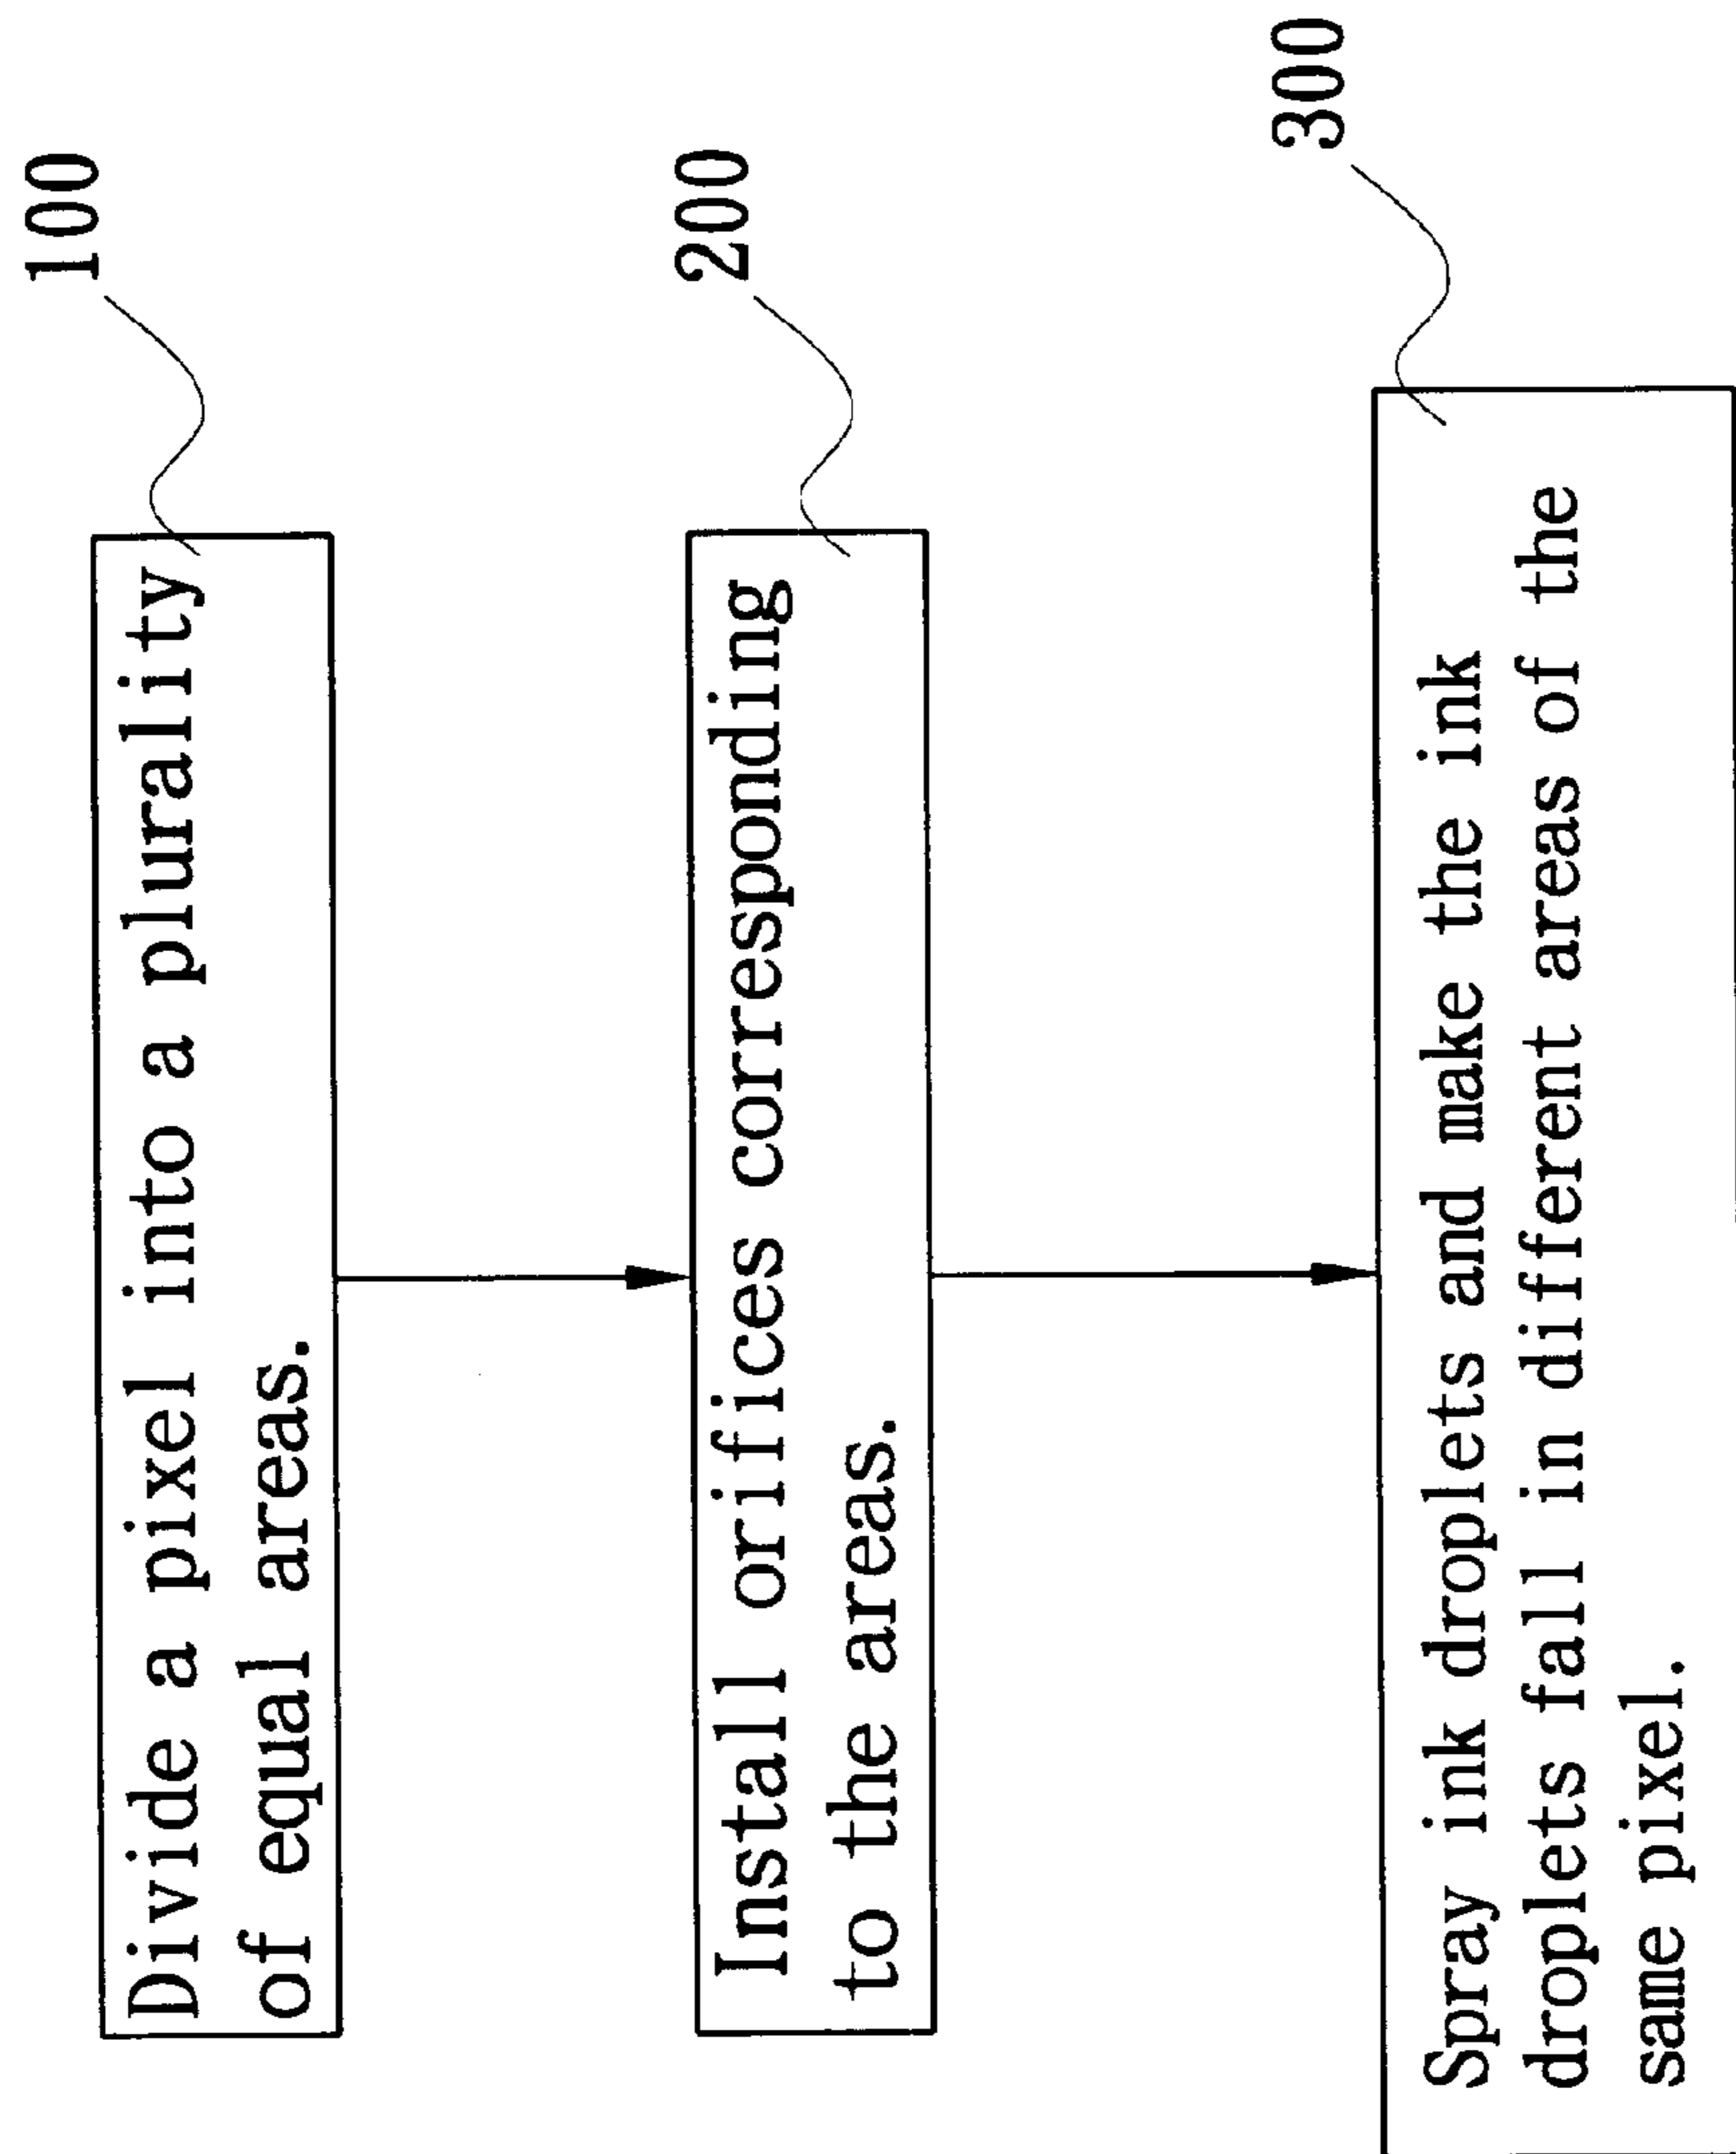 Divide a pixel into a plurality
of equal areas.
100
Install orifices corresponding
to the areas.
200
Spray ink droplets and make the ink
droplets fall in different areas of the
same pixel.
300